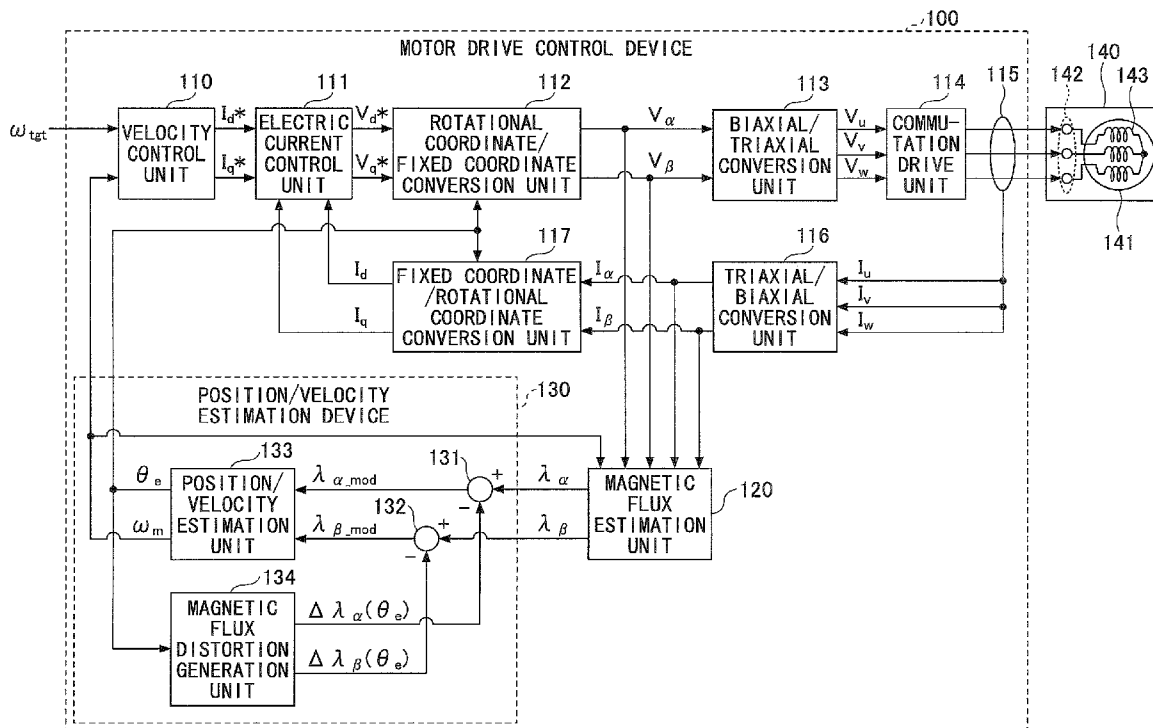 100
MOTOR DRIVE CONTROL DEVICE
110
111
112
113
114
115
140
142
143
ω_tgt
VELOCITY
CONTROL
UNIT
I_d*
I_q*
ELECTRIC
CURRENT
CONTROL
UNIT
V_d*
V_q*
ROTATIONAL
COORDINATE/
FIXED COORDINATE
CONVERSION UNIT
V_α
V_β
BIAXIAL/
TRIAXIAL
CONVERSION
UNIT
V_u
V_v
V_w
COMMU-
TATION
DRIVE
UNIT
141
117
116
I_d
I_q
FIXED COORDINATE
/ROTATIONAL
COORDINATE
CONVERSION UNIT
I_α
I_β
TRIAXIAL/
BIAXIAL
CONVERSION
UNIT
I_u
I_v
I_w
POSITION/VELOCITY
ESTIMATION DEVICE
130
133
θ_e
ω_m
POSITION/
VELOCITY
ESTIMATION
UNIT
λ_α_mod
λ_β_mod
131
+
−
132
+
−
λ_α
λ_β
MAGNETIC
FLUX
ESTIMATION
UNIT
120
134
MAGNETIC
FLUX
DISTORTION
GENERATION
UNIT
Δλ_α(θ_e)
Δλ_β(θ_e)